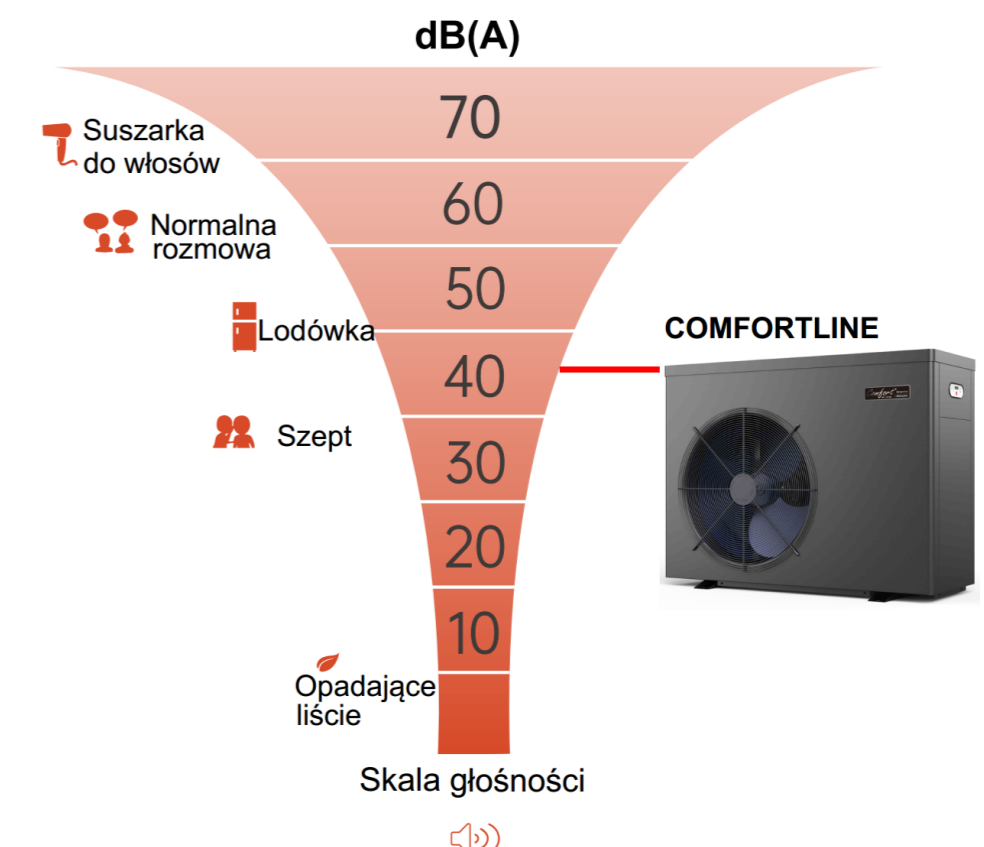 dB(A)
70
Suszarka
do włosów
60
Normalna
rozmowa
50
Lodówka
COMFORTLINE
40
Comfort
Szept
30
20
10
Opadające
liście
Skala głośności